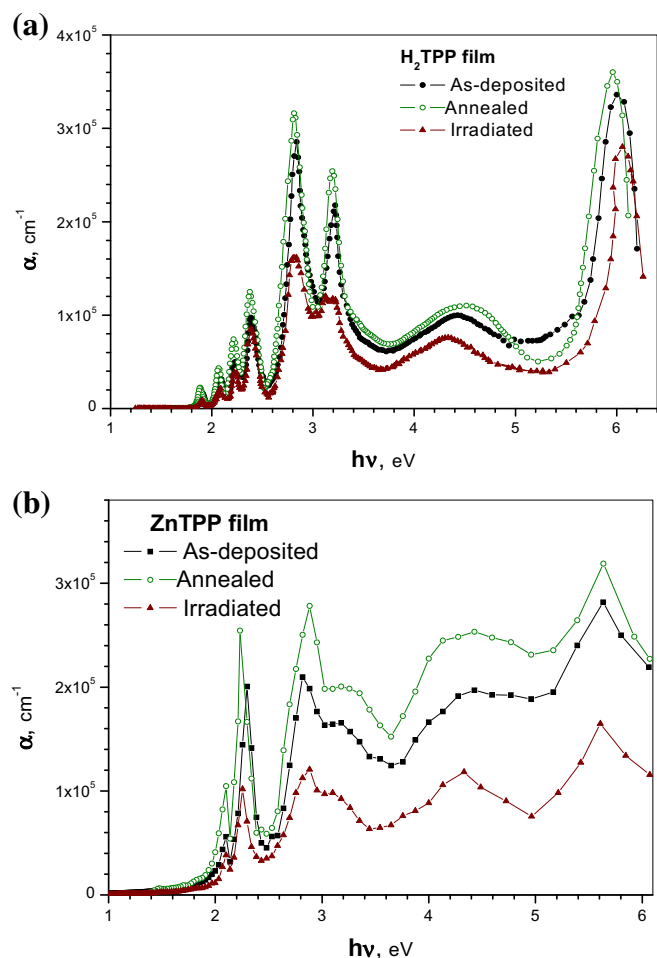 (a)
4x10⁵
3x10⁵
2x10⁵
1x10⁵
0
α, cm⁻¹
H₂TPP film
As-deposited
Annealed
Irradiated
1 2 3 4 5 6
hν, eV
(b)
3x10⁵
2x10⁵
1x10⁵
0
α, cm⁻¹
ZnTPP film
As-deposited
Annealed
Irradiated
1 2 3 4 5 6
hν, eV